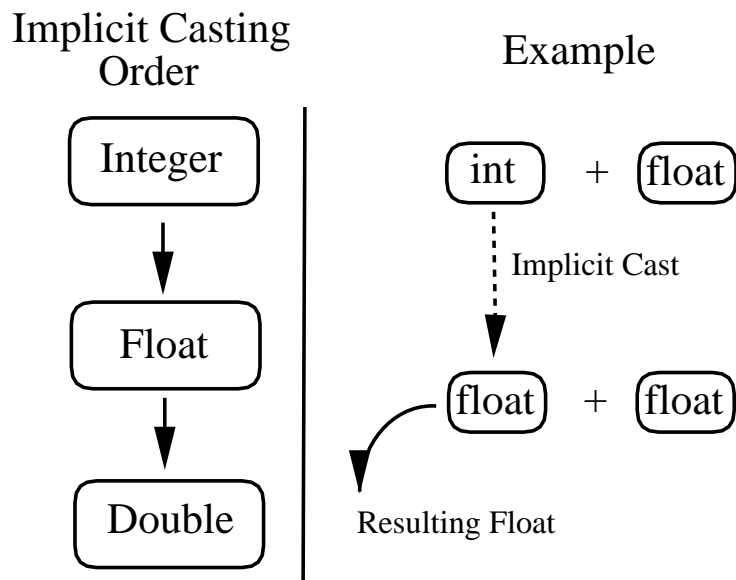 Implicit Casting
Order
Integer
Float
Double
Example
int + float
Implicit Cast
float + float
Resulting Float